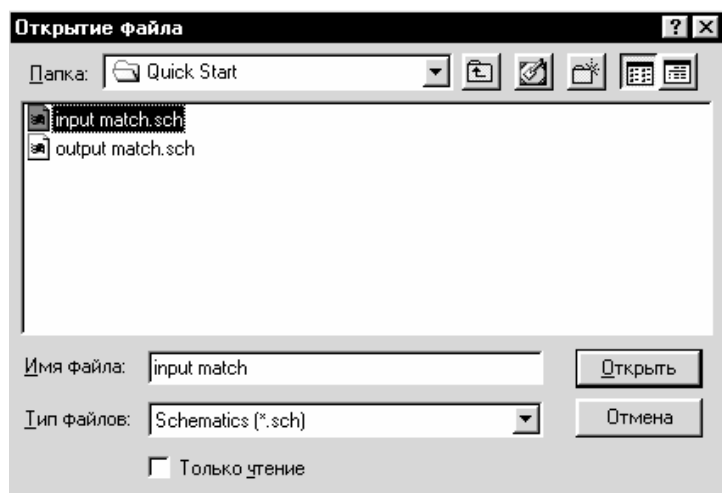 Открытие файла
Папка: Quick Start
input match.sch
output match.sch
Имя файла: input match Открыть
Тип файлов: Schematics (*.sch) Отмена
Только чтение